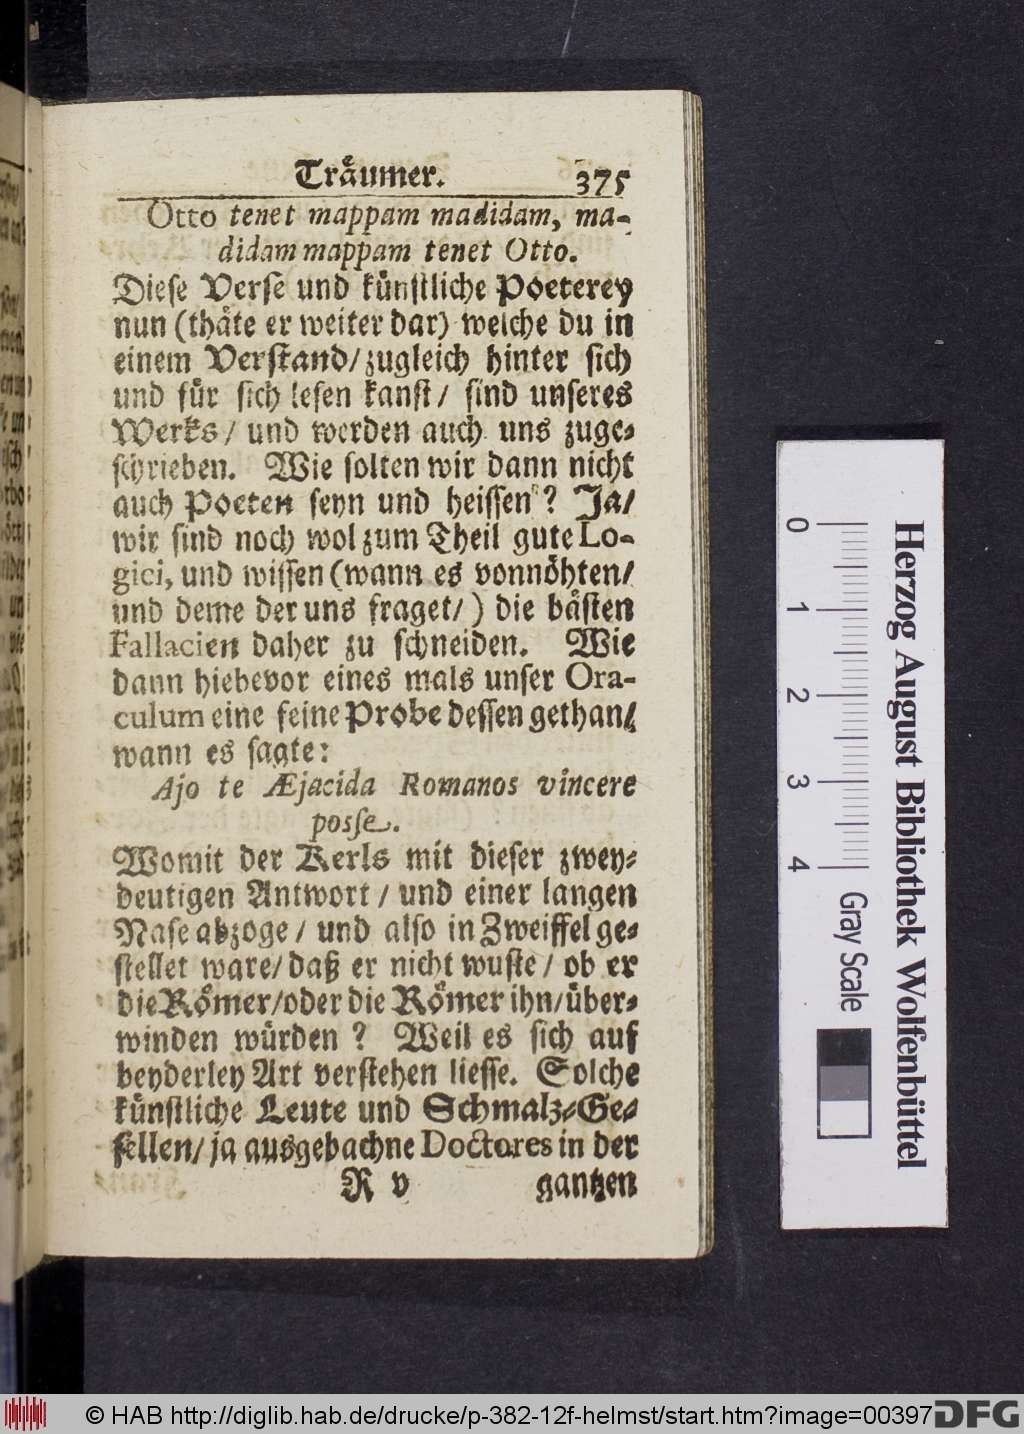 Träumer. 375
Otto tenet mappam madidam, ma-
didam mappam tenet Otto.
Diese Verse und künstliche Poeterey
nun (thäte er weiter dar) welche du in
einem Verstand/ zugleich hinter sich
und für sich lesen kanst/ sind unseres
Werks/ und werden auch uns zuge-
schrieben. Wie solten wir dann nicht
auch Poeten seyn und heissen? Ja/
wir sind noch wol zum Theil gute Lo-
gici, und wissen (wann es vonnöhten/
und deme der uns fraget/) die bästen
Fallacien daher zu schneiden. Wie
dann hiebevor eines mals unser Ora-
culum eine feine Probe dessen gethan/
wann es sagte:
Ajo te Æjacida Romanos vincere
posse.
Womit der Kerls mit dieser zwey-
deutigen Antwort/ und einer langen
Nase abzoge/ und also in Zweiffel ge-
stellet ware/ daß er nicht wuste/ ob er
die Römer/ oder die Römer ihn/ über-
winden würden? Weil es sich auf
beyderley Art verstehen liesse. Solche
künstliche Leute und Schmalz-Ge-
sellen/ ja ausgebachne Doctores in der
R v gantzen
0 1 2 3 4 Gray Scale
Herzog August Bibliothek Wolfenbüttel
© HAB http://diglib.hab.de/drucke/p-382-12f-helmst/start.htm?image=00397
DFG